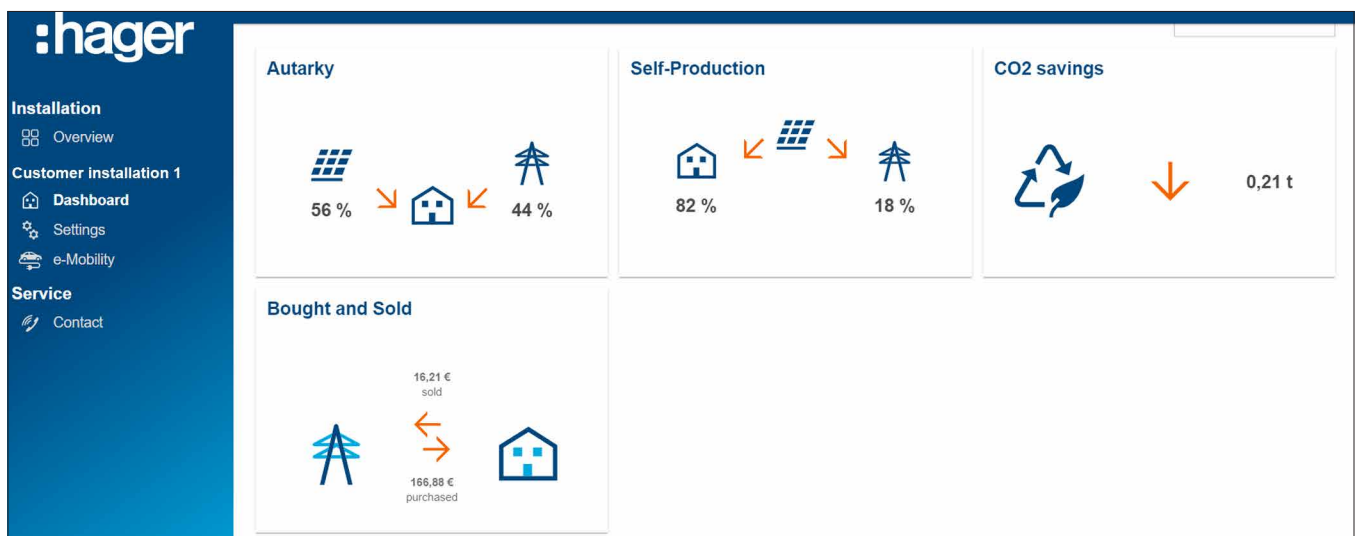 :hager
Installation
Overview
Customer installation 1
Dashboard
Settings
e-Mobility
Service
Contact
Autarky
56 %
44 %
Self-Production
82 %
18 %
CO2 savings
0,21 t
Bought and Sold
16,21 €
sold
166,88 €
purchased